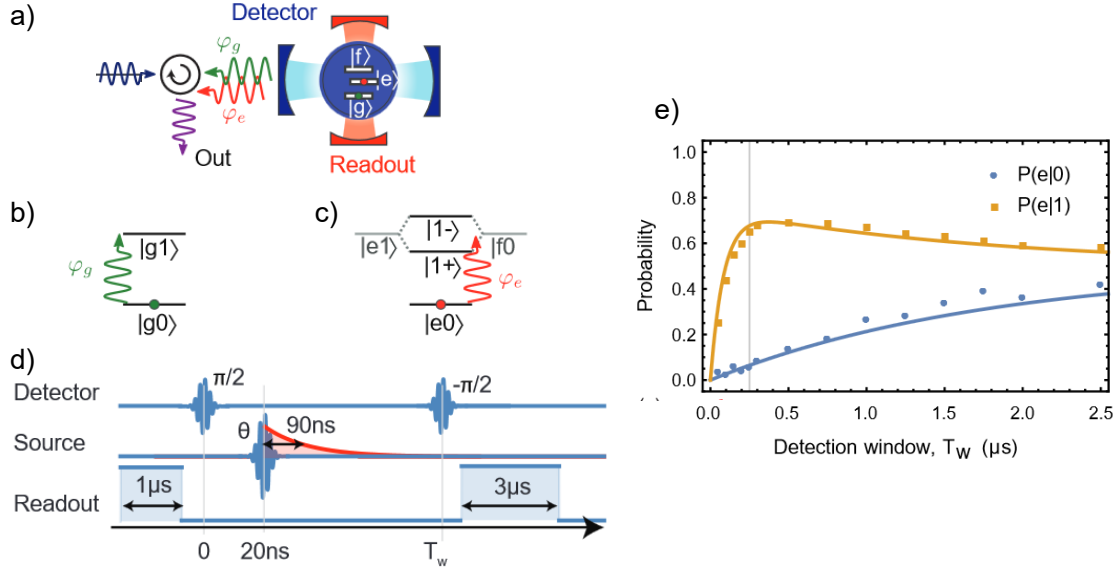 a)
Detector
φg
φe
|f⟩
|e⟩
|g⟩
Out
Readout
b)
|g1⟩
φg
|g0⟩
c)
|1-⟩
|e1⟩
|f0⟩
|1+⟩
φe
|e0⟩
d)
Detector
π/2
-π/2
Source
θ
90ns
Readout
1μs
3μs
0
20ns
Tw
e)
Probability
1.0
0.8
0.6
0.4
0.2
0.0
P(e|0)
P(e|1)
0.0 0.5 1.0 1.5 2.0 2.5
Detection window, Tw (μs)